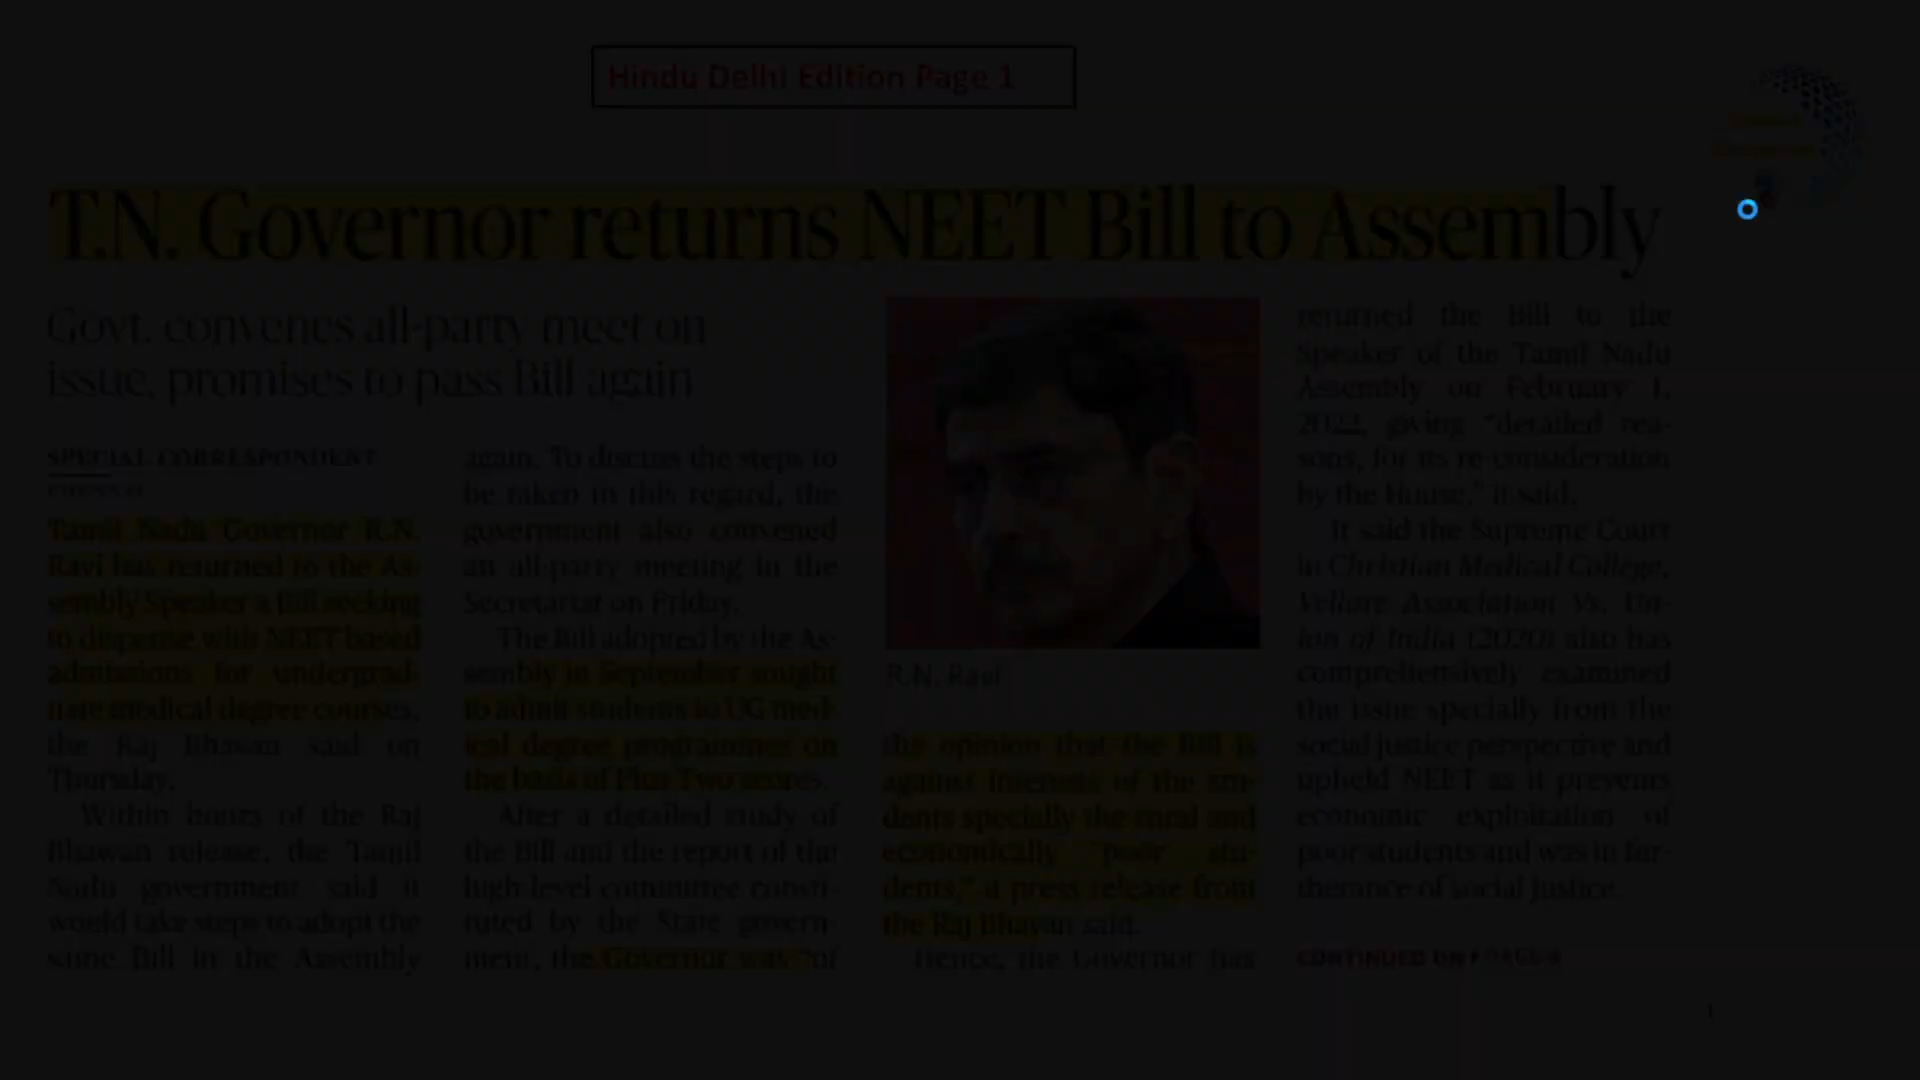 Hindu Delhi Edition Page 1
T.N. Governor returns NEET Bill to Assembly
Govt. convenes all-party meet on
issue, promises to pass Bill again
SPECIAL CORRESPONDENT
Tamil Nadu Governor R.N.
Ravi has returned to the As-
sembly Speaker a Bill seeking
to dispense with NEET based
admissions for undergrad-
uate medical degree courses,
the Raj Bhavan said on
Thursday.
Within hours of the Raj
Bhawan release, the Tamil
Nadu government said it
would take steps to adopt the
same Bill in the Assembly
again. To discuss the steps to
be taken in this regard, the
government also convened
an all-party meeting in the
Secretariat on Friday.
The Bill adopted by the As-
sembly in September sought
to admit students to UG med-
ical degree programmes on
the basis of Plus Two scores.
After a detailed study of
the Bill and the report of the
high level committee consti-
tuted by the State govern-
ment, the Governor was "of
R.N. Ravi
the opinion that the Bill is
against interests of the stu-
dents specially the rural and
economically poor stu-
dents," a press release from
the Raj Bhavan said.
Hence, the Governor has
returned the Bill to the
Speaker of the Tamil Nadu
Assembly on February 1,
2022, giving "detailed rea-
sons, for its re-consideration
by the House," it said.
It said the Supreme Court
in Christian Medical College,
Vellore Association Vs. Un-
ion of India (2020) also has
comprehensively examined
the issue specially from the
social justice perspective and
upheld NEET as it prevents
economic exploitation of
poor students and was in fur-
therance of social justice.
CONTINUED ON PAGE